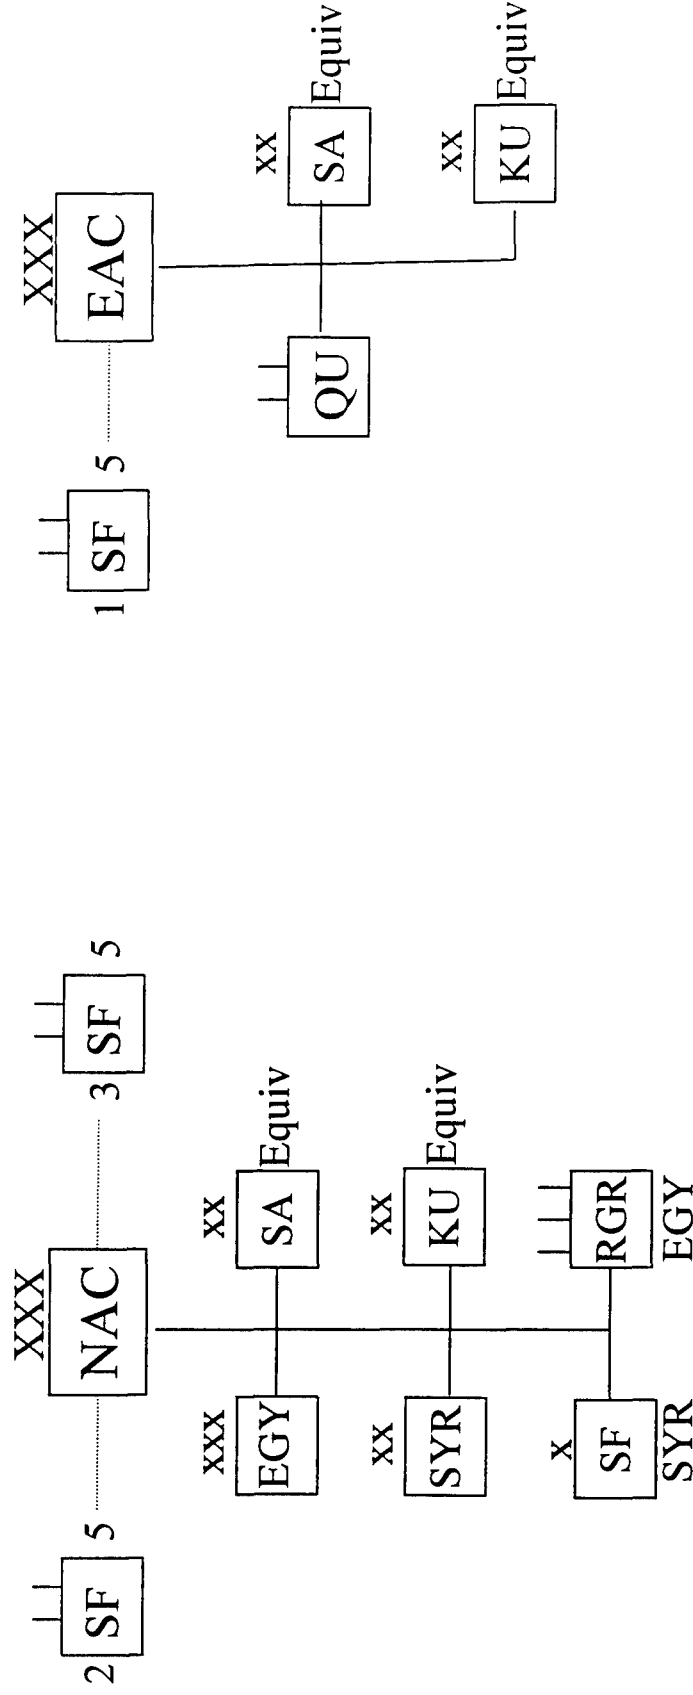 XXX
2 SF 5 NAC 3 SF 5
xxx xx
EGY SA Equiv
xx xx
SYR KU Equiv
x
SF RGR
SYR EGY
XXX
1 SF 5 EAC
xx
QU SA Equiv
xx
KU Equiv